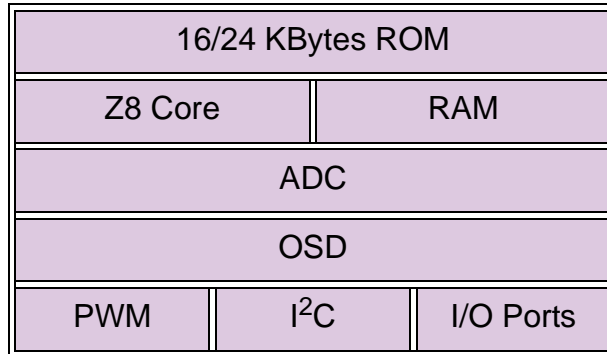 16/24 KBytes ROM
Z8 Core RAM
ADC
OSD
PWM I²C I/O Ports